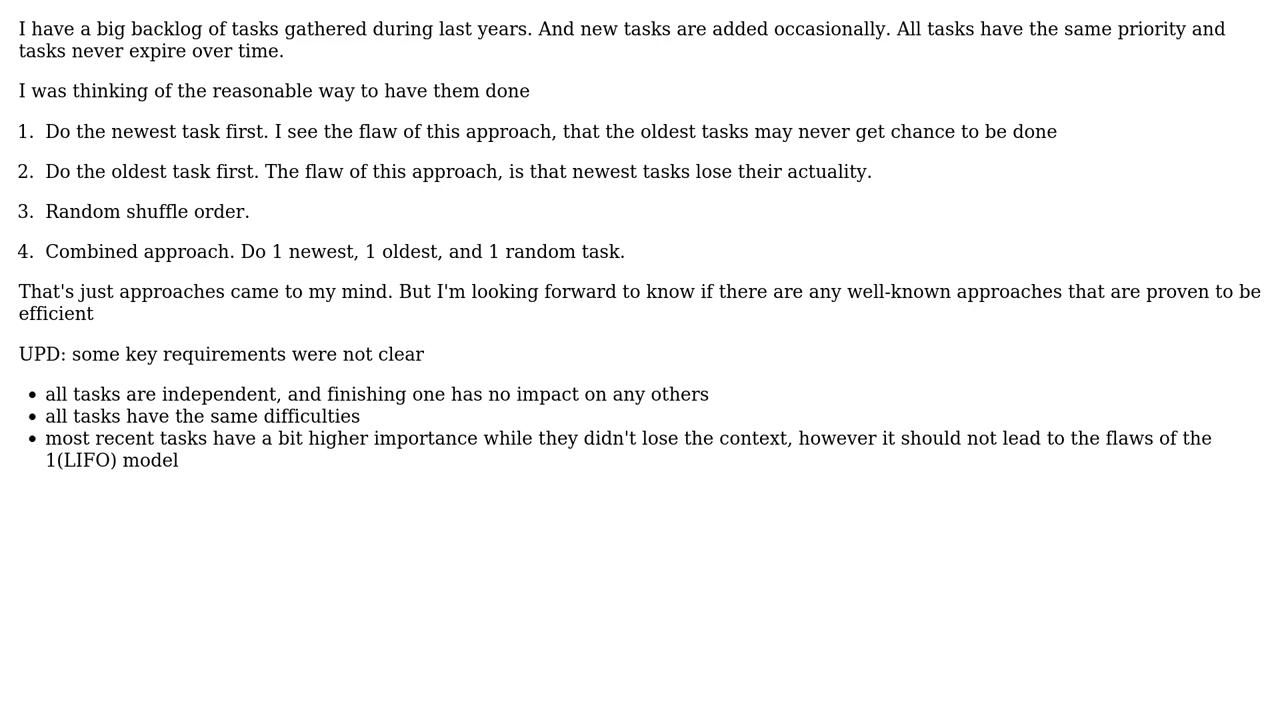 I have a big backlog of tasks gathered during last years. And new tasks are added occasionally. All tasks have the same priority and
tasks never expire over time.
I was thinking of the reasonable way to have them done
1. Do the newest task first. I see the flaw of this approach, that the oldest tasks may never get chance to be done
2. Do the oldest task first. The flaw of this approach, is that newest tasks lose their actuality.
3. Random shuffle order.
4. Combined approach. Do 1 newest, 1 oldest, and 1 random task.
That's just approaches came to my mind. But I'm looking forward to know if there are any well-known approaches that are proven to be
efficient
UPD: some key requirements were not clear
• all tasks are independent, and finishing one has no impact on any others
• all tasks have the same difficulties
• most recent tasks have a bit higher importance while they didn't lose the context, however it should not lead to the flaws of the
1(LIFO) model